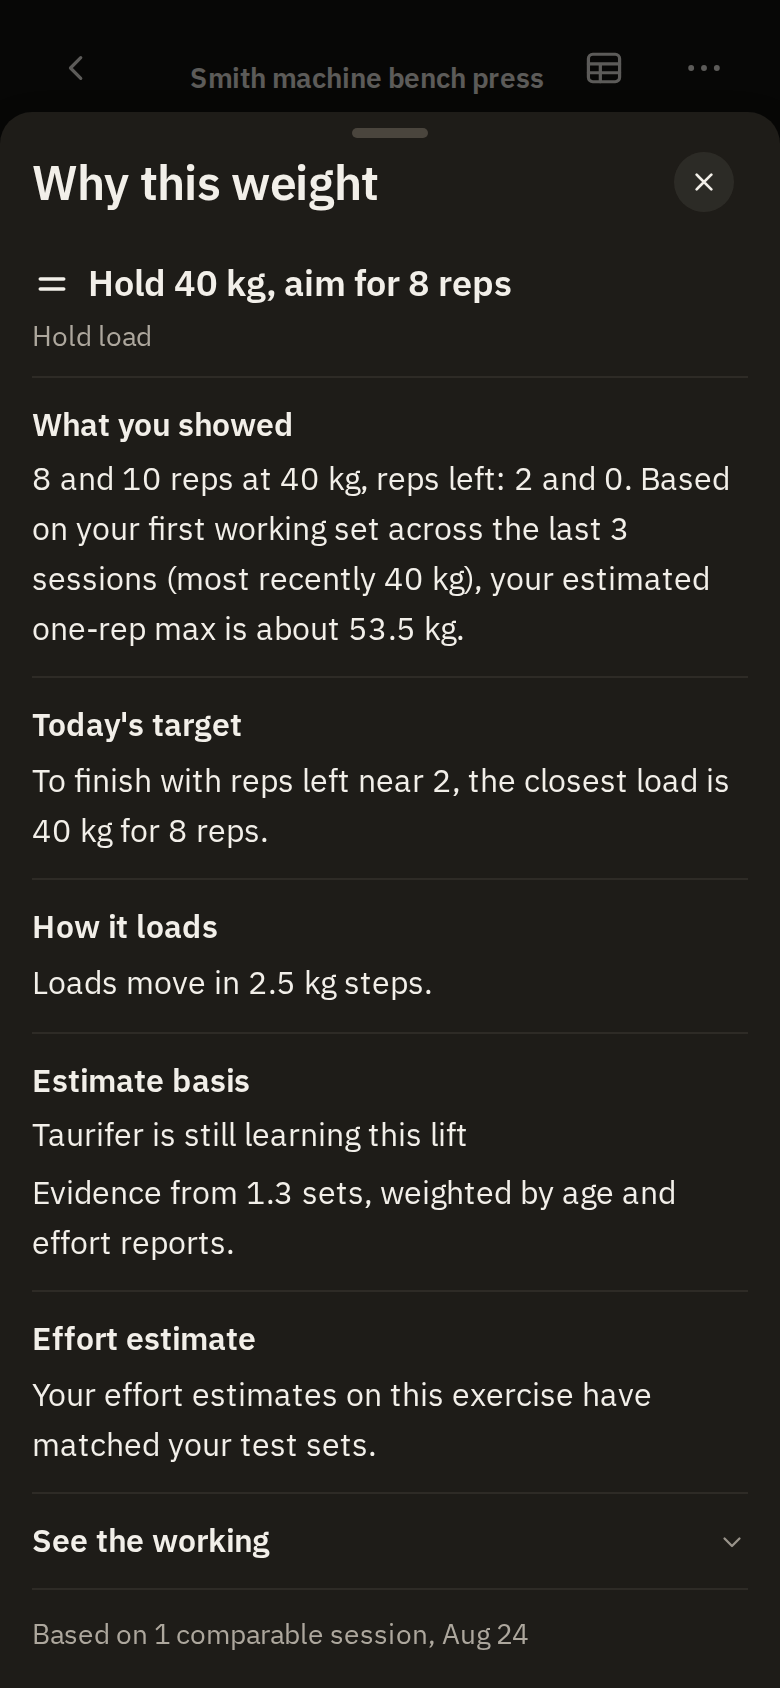 Smith machine bench press
Why this weight
Hold 40 kg, aim for 8 reps
Hold load
What you showed
8 and 10 reps at 40 kg, reps left: 2 and 0. Based
on your first working set across the last 3
sessions (most recently 40 kg), your estimated
one-rep max is about 53.5 kg.
Today's target
To finish with reps left near 2, the closest load is
40 kg for 8 reps.
How it loads
Loads move in 2.5 kg steps.
Estimate basis
Taurifer is still learning this lift
Evidence from 1.3 sets, weighted by age and
effort reports.
Effort estimate
Your effort estimates on this exercise have
matched your test sets.
See the working
Based on 1 comparable session, Aug 24